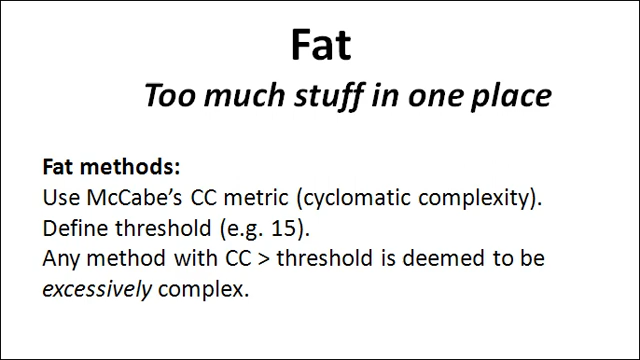 Fat
Too much stuff in one place
Fat methods:
Use McCabe’s CC metric (cyclomatic complexity).
Define threshold (e.g. 15).
Any method with CC > threshold is deemed to be
excessively complex.